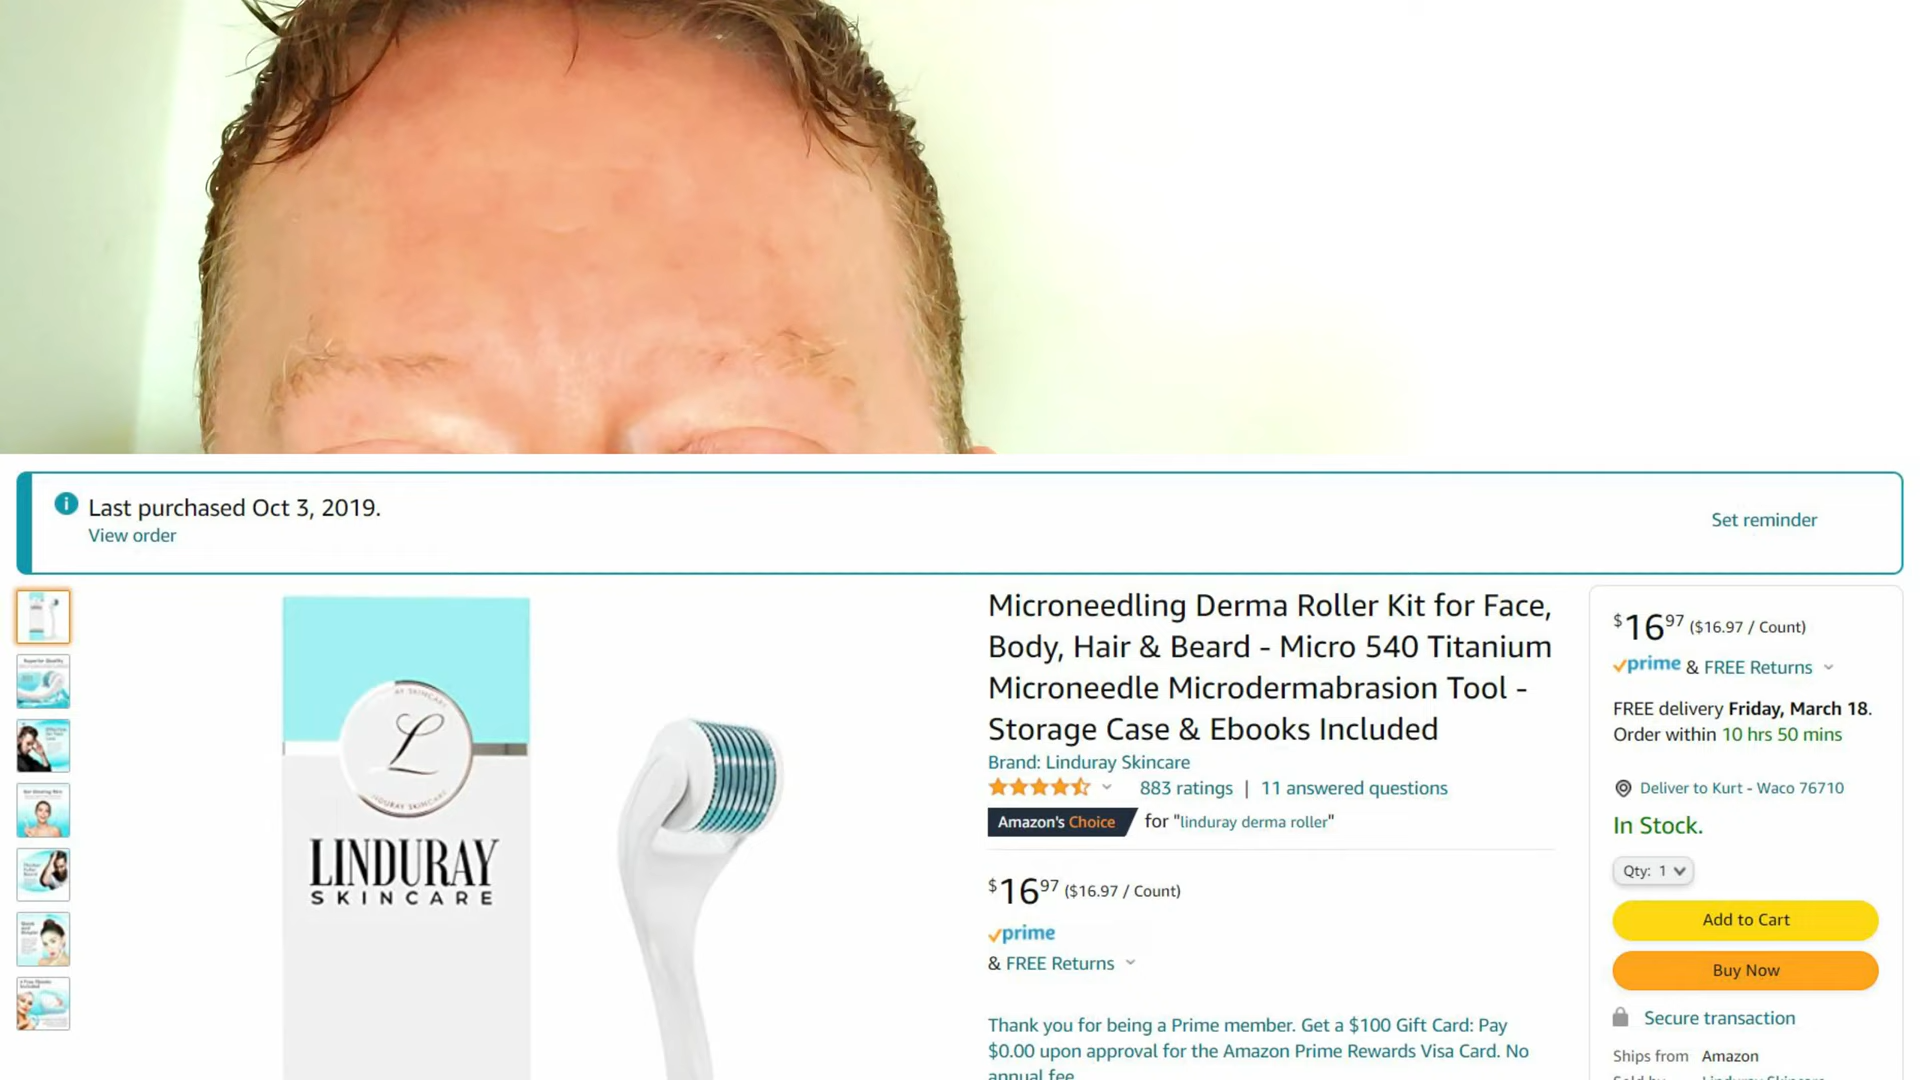 Last purchased Oct 3, 2019.
View order
Set reminder
LINDURAY
SKINCARE
Microneedling Derma Roller Kit for Face,
Body, Hair & Beard - Micro 540 Titanium
Microneedle Microdermabrasion Tool -
Storage Case & Ebooks Included
Brand: Linduray Skincare
883 ratings | 11 answered questions
Amazon's Choice for "linduray derma roller"
$16.97 ($16.97 / Count)
prime
& FREE Returns
Thank you for being a Prime member. Get a $100 Gift Card: Pay
$0.00 upon approval for the Amazon Prime Rewards Visa Card. No
annual fee.
$16.97 ($16.97 / Count)
prime & FREE Returns
FREE delivery Friday, March 18.
Order within 10 hrs 50 mins
Deliver to Kurt - Waco 76710
In Stock.
Qty: 1
Add to Cart
Buy Now
Secure transaction
Ships from Amazon